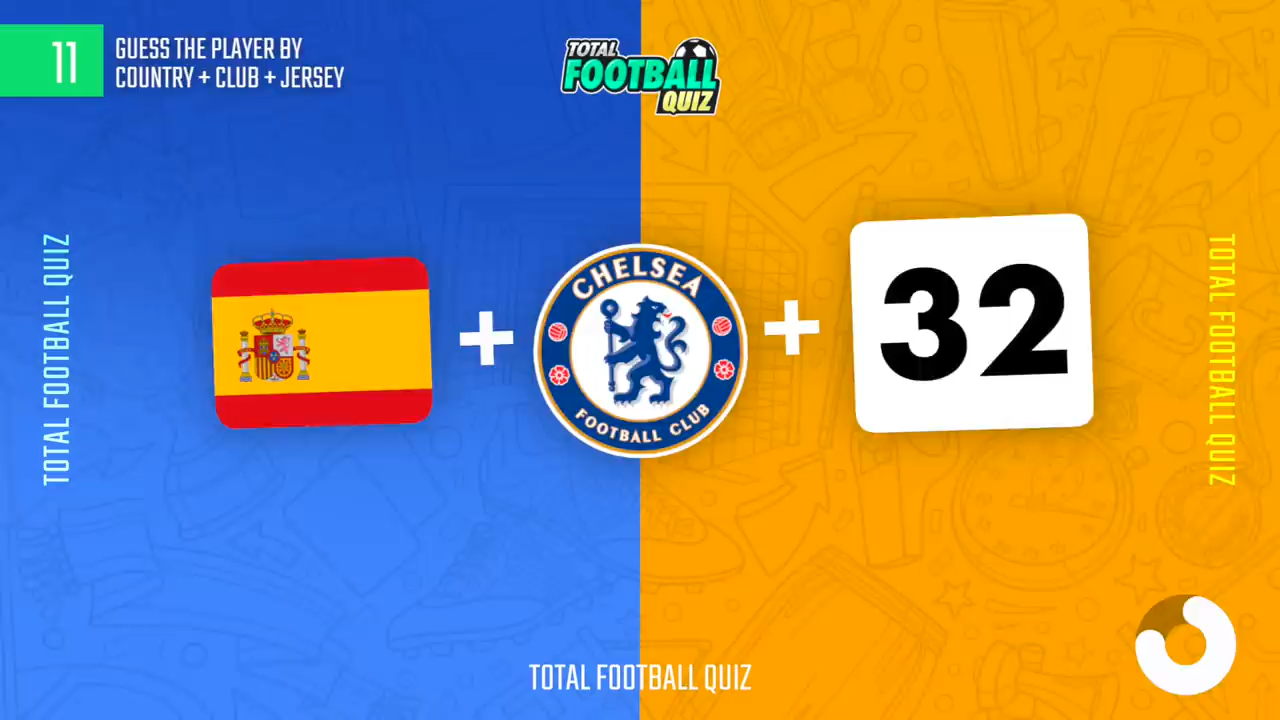 11
GUESS THE PLAYER BY
COUNTRY + CLUB + JERSEY
TOTAL
FOOTBALL
QUIZ
TOTAL FOOTBALL QUIZ
+
CHELSEA
FOOTBALL CLUB
+
32
TOTAL FOOTBALL QUIZ
TOTAL FOOTBALL QUIZ